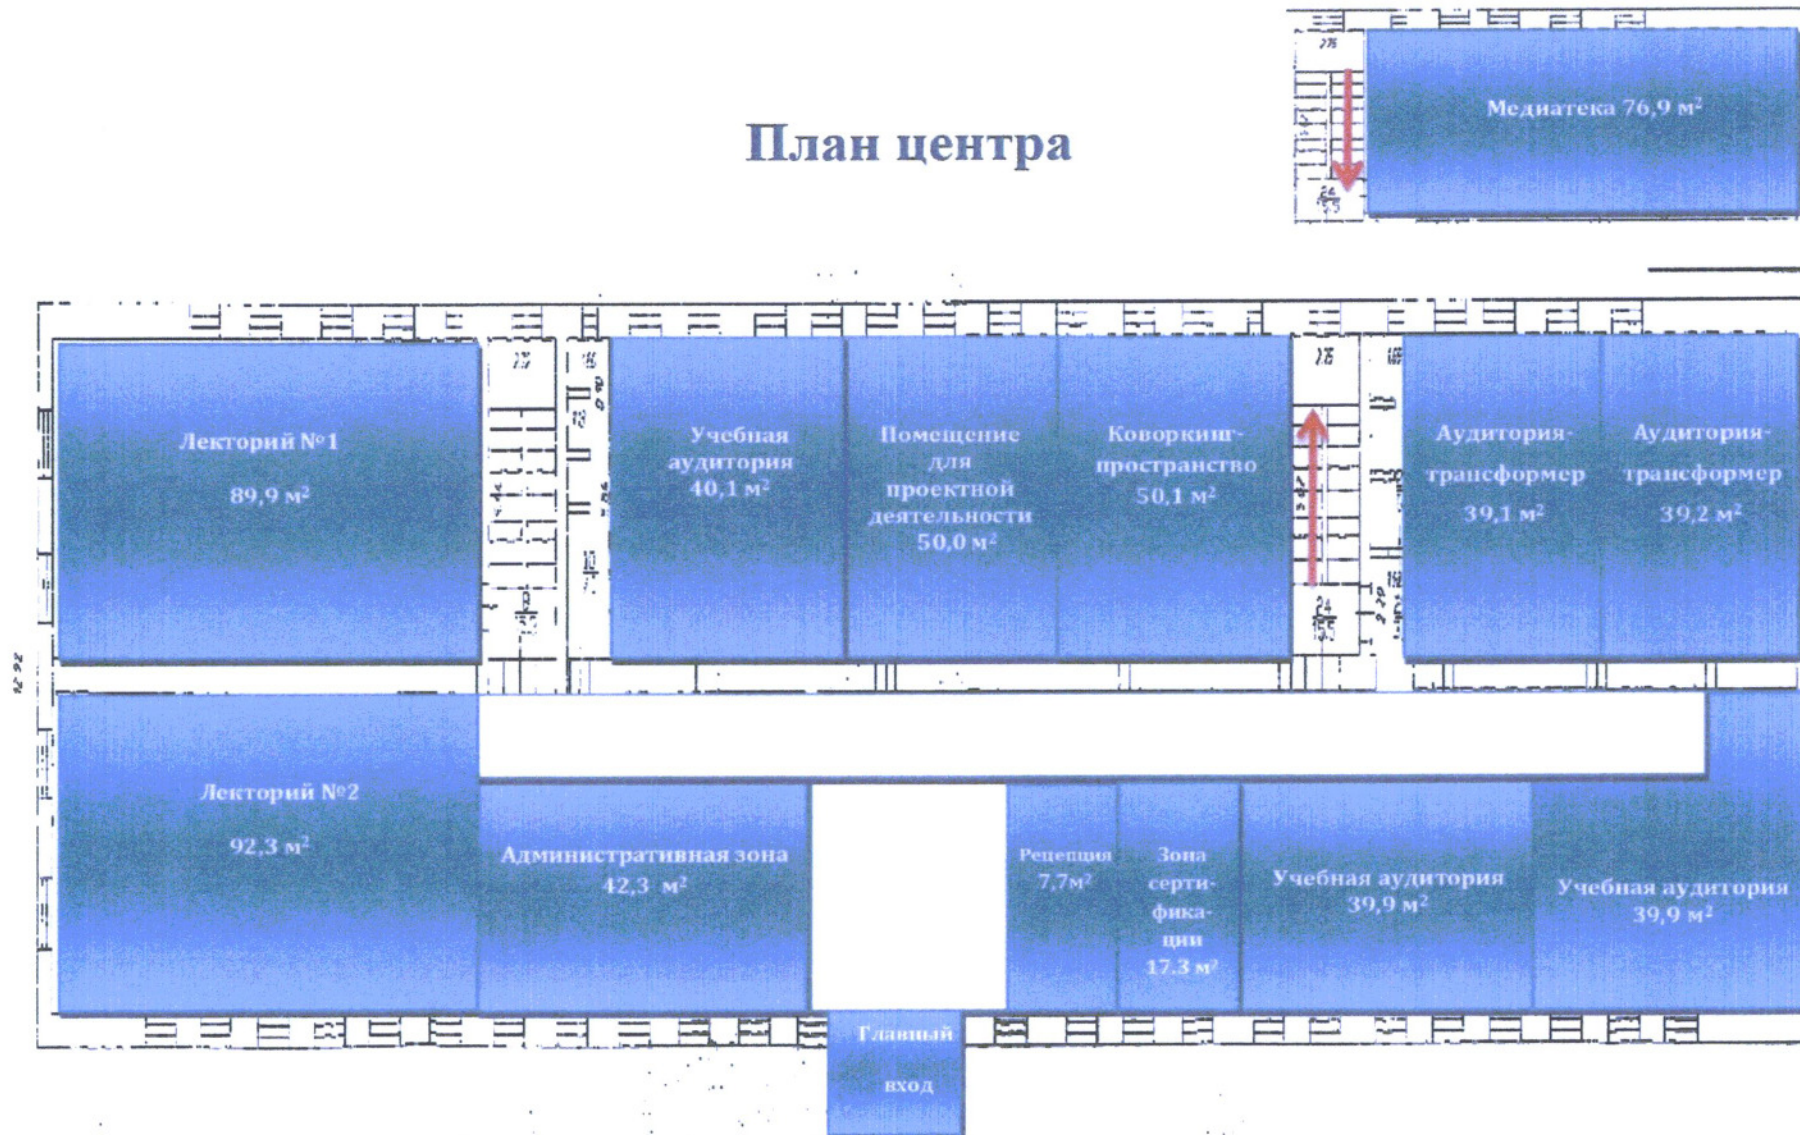 План центра
276
Медиатека 76,9 м²
Лекторий №1
89,9 м²
Учебная
аудитория
40,1 м²
Помещение
для
проектной
деятельности
50,0 м²
Коворкинг-
пространство
50,1 м²
Аудитория-
трансформер
39,1 м²
Аудитория-
трансформер
39,2 м²
12 92
Лекторий №2
92,3 м²
Административная зона
42,3 м²
Рецепция
7,7м²
Зона
серти-
фика-
ции
17.3 м²
Учебная аудитория
39,9 м²
Учебная аудитория
39,9 м²
Главный
вход